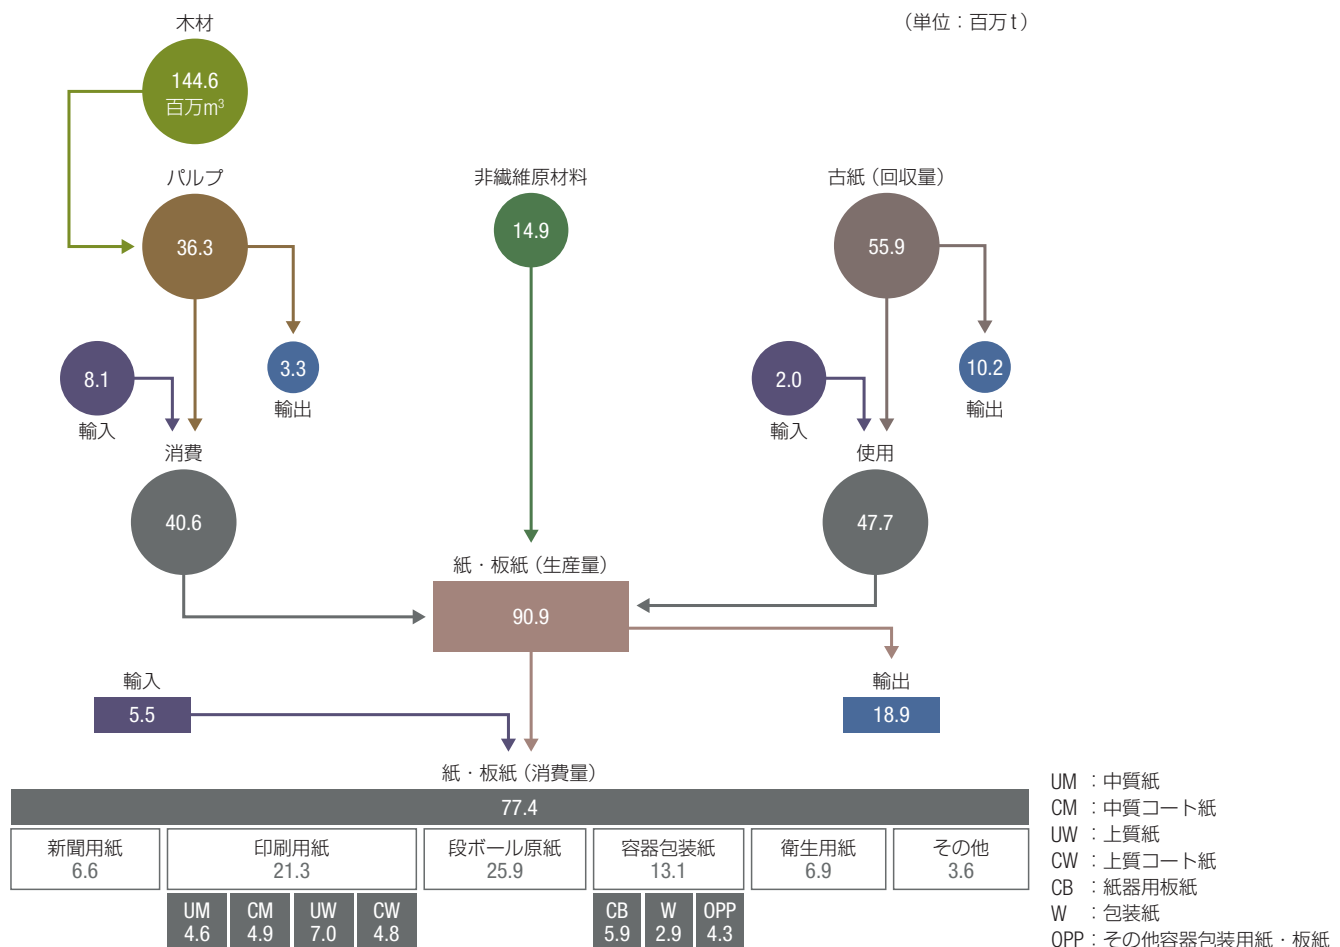 木材
(単位：百万t)
144.6
百万m³
パルプ
非繊維原材料
古紙(回収量)
36.3
14.9
55.9
8.1
輸入
3.3
輸出
2.0
輸入
10.2
輸出
消費
使用
40.6
47.7
紙・板紙(生産量)
90.9
輸入
5.5
輸出
18.9
紙・板紙(消費量)
77.4
新聞用紙
6.6
印刷用紙
21.3
段ボール原紙
25.9
容器包装紙
13.1
衛生用紙
6.9
その他
3.6
UM
4.6
CM
4.9
UW
7.0
CW
4.8
CB
5.9
W
2.9
OPP
4.3
UM：中質紙
CM：中質コート紙
UW：上質紙
CW：上質コート紙
CB：紙器用板紙
W：包装紙
OPP：その他容器包装用紙・板紙